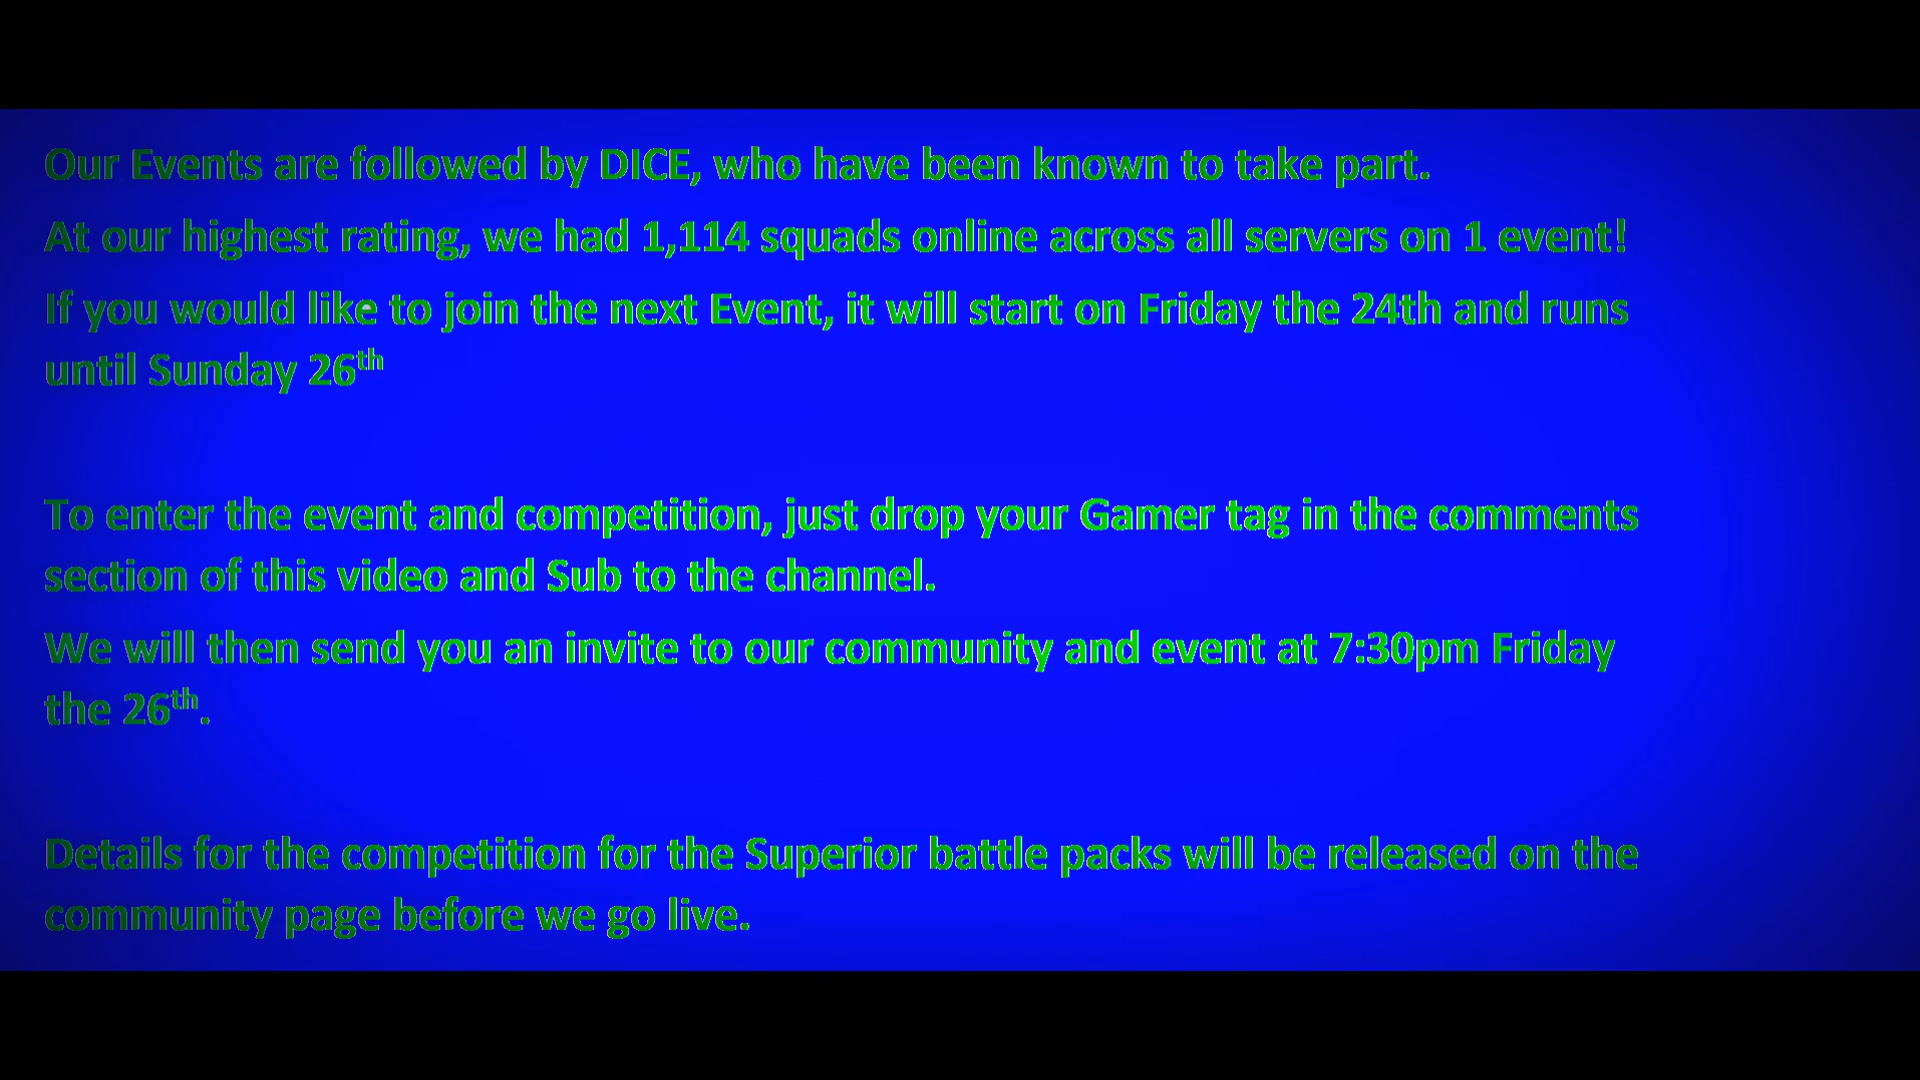 Our Events are followed by DICE, who have been known to take part.
At our highest rating, we had 1,114 squads online across all servers on 1 event!
If you would like to join the next Event, it will start on Friday the 24th and runs
until Sunday 26th
To enter the event and competition, just drop your Gamer tag in the comments
section of this video and Sub to the channel.
We will then send you an invite to our community and event at 7:30pm Friday
the 26th.
Details for the competition for the Superior battle packs will be released on the
community page before we go live.